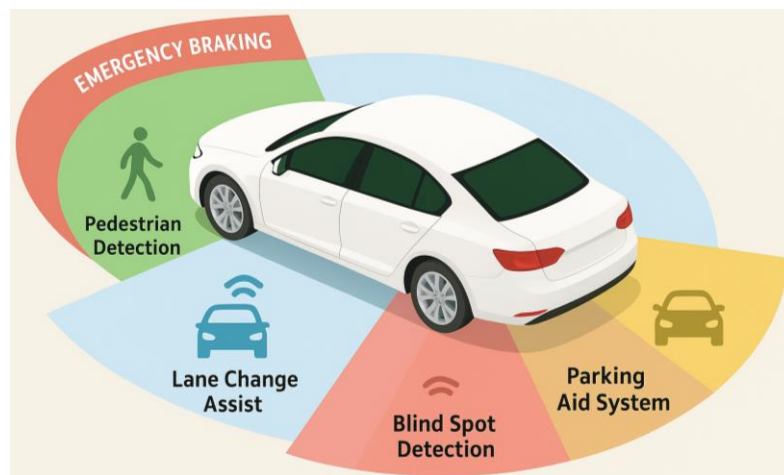 EMERGENCY BRAKING
Pedestrian
Detection
Lane Change
Assist
Blind Spot
Detection
Parking
Aid System